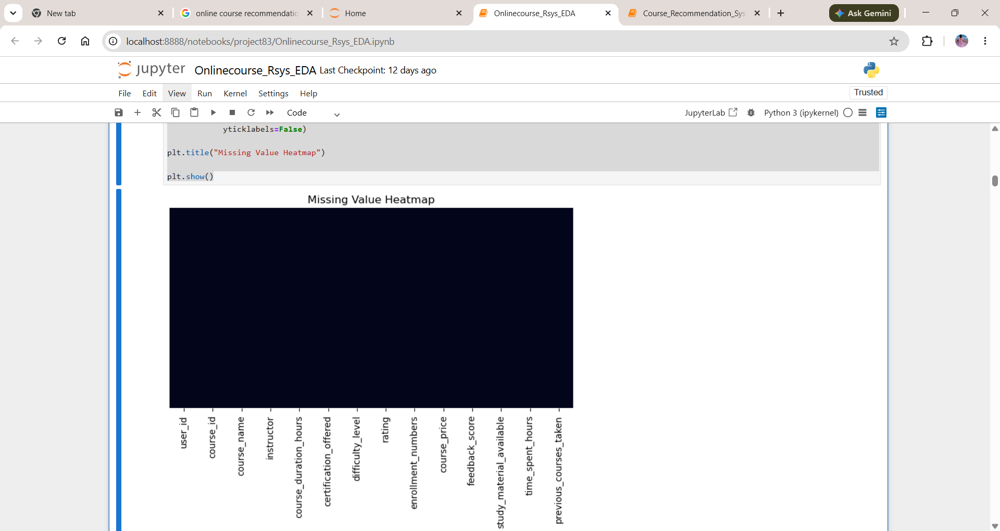 New tab
online course recommendatio
Home
Onlinecourse_Rsys_EDA
Course_Recommendation_Sys
Ask Gemini
localhost:8888/notebooks/project83/Onlinecourse_Rsys_EDA.ipynb
jupyter Onlinecourse_Rsys_EDA Last Checkpoint: 12 days ago
File Edit View Run Kernel Settings Help
Trusted
Code
JupyterLab
Python 3 (ipykernel)
yticklabels=False)
plt.title("Missing Value Heatmap")
plt.show()
Missing Value Heatmap
user_id
course_id
course_name
instructor
course_duration_hours
certification_offered
difficulty_level
rating
enrollment_numbers
course_price
feedback_score
study_material_available
time_spent_hours
previous_courses_taken